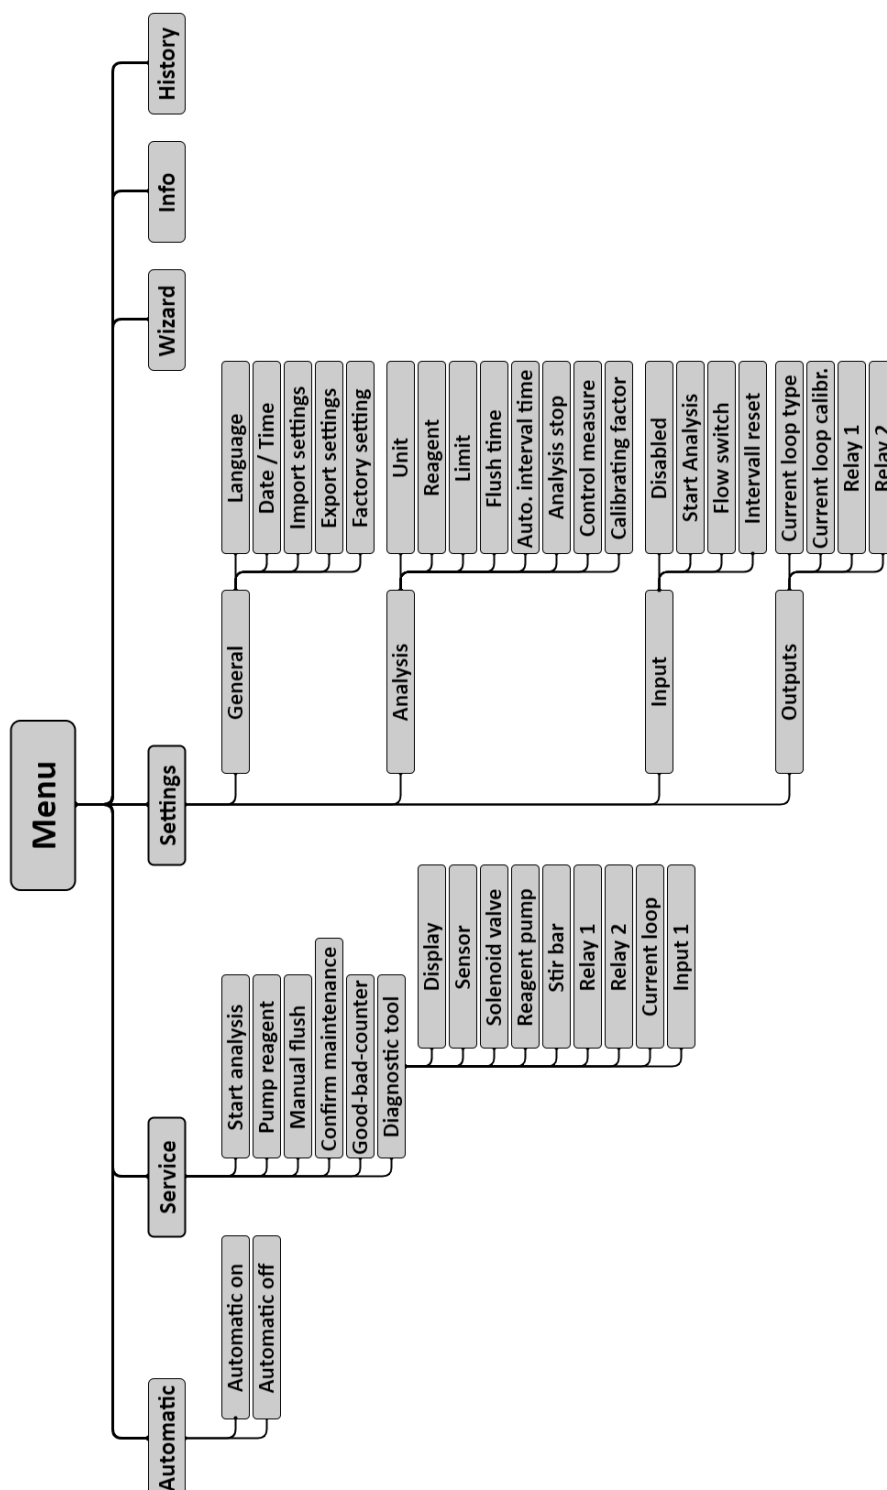 Menu
Automatic
Automatic on
Automatic off
Service
Start analysis
Pump reagent
Manual flush
Confirm maintenance
Good-bad-counter
Diagnostic tool
Display
Sensor
Solenoid valve
Reagent pump
Stir bar
Relay 1
Relay 2
Current loop
Input 1
Settings
General
Language
Date / Time
Import settings
Export settings
Factory setting
Analysis
Unit
Reagent
Limit
Flush time
Auto. interval time
Analysis stop
Control measure
Calibrating factor
Input
Disabled
Start Analysis
Flow switch
Intervall reset
Outputs
Current loop type
Current loop calibr.
Relay 1
Relay 2
Wizard
Info
History